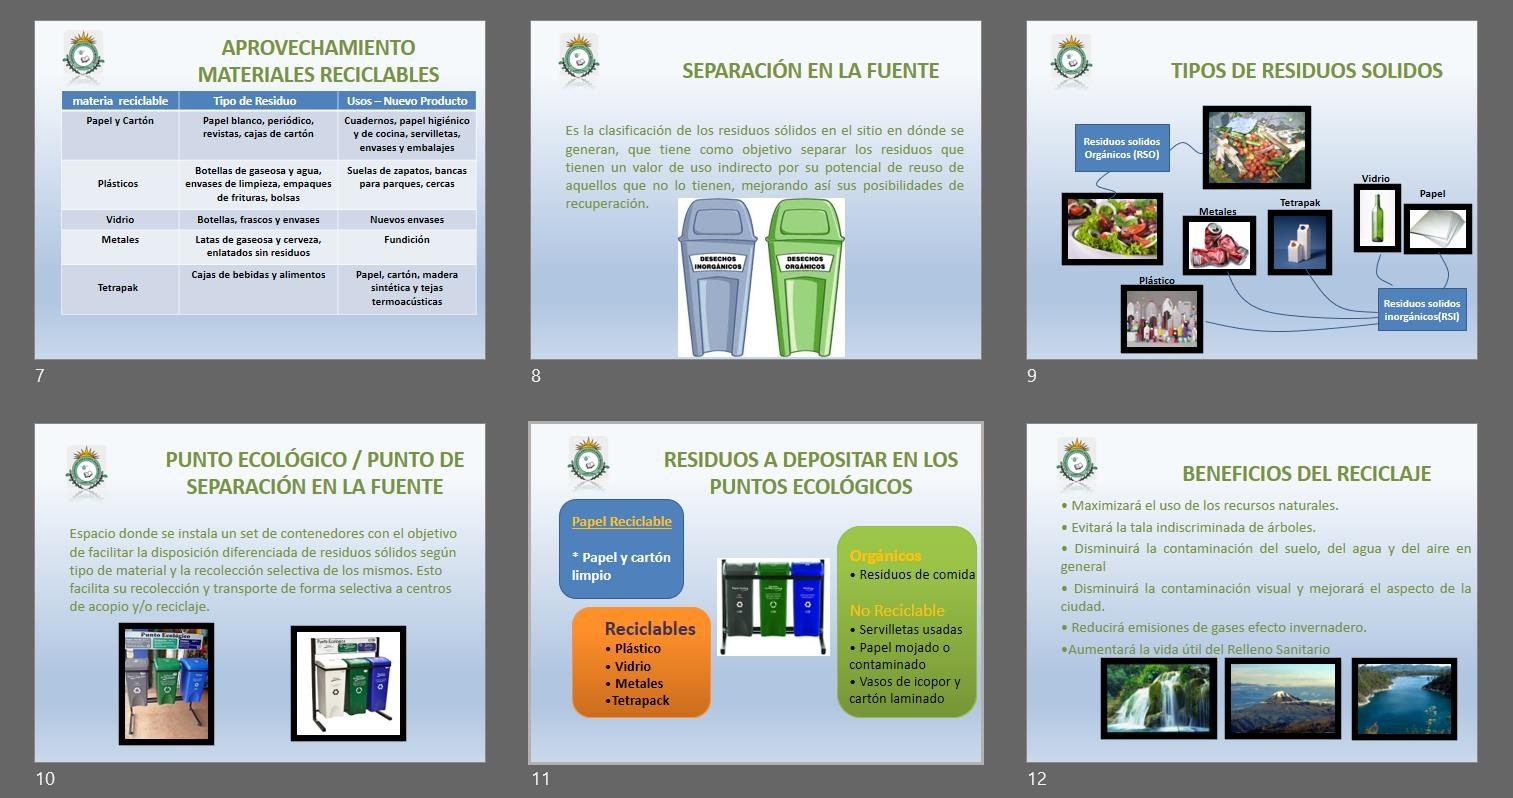 APROVECHAMIENTO
MATERIALES RECICLABLES
materia reciclable Tipo de Residuo Usos – Nuevo Producto
Papel y Cartón
Papel blanco, periódico,
revistas, cajas de cartón
Cuadernos, papel higiénico
y de cocina, servilletas,
envases y embalajes
Plásticos
Botellas de gaseosa y agua,
envases de limpieza, empaques
de frituras, bolsas
Suelas de zapatos, bancas
para parques, cercas
Vidrio Botellas, frascos y envases Nuevos envases
Metales
Latas de gaseosa y cerveza,
enlatados sin residuos
Fundición
Tetrapak
Cajas de bebidas y alimentos
Papel, cartón, madera
sintética y tejas
termoacústicas
7
SEPARACIÓN EN LA FUENTE
Es la clasificación de los residuos sólidos en el sitio en dónde se
generan, que tiene como objetivo separar los residuos que
tienen un valor de uso indirecto por su potencial de reuso de
aquellos que no lo tienen, mejorando así sus posibilidades de
recuperación.
DESECHOS
INORGÁNICOS
DESECHOS
ORGÁNICOS
8
TIPOS DE RESIDUOS SOLIDOS
Residuos solidos
Orgánicos (RSO)
Vidrio
Papel
Metales
Tetrapak
Plástico
Residuos solidos
inorgánicos(RSI)
9
PUNTO ECOLÓGICO / PUNTO DE
SEPARACIÓN EN LA FUENTE
Espacio donde se instala un set de contenedores con el objetivo
de facilitar la disposición diferenciada de residuos sólidos según
tipo de material y la recolección selectiva de los mismos. Esto
facilita su recolección y transporte de forma selectiva a centros
de acopio y/o reciclaje.
Punto Ecológico
Punto Ecológico
10
RESIDUOS A DEPOSITAR EN LOS
PUNTOS ECOLÓGICOS
Papel Reciclable
* Papel y cartón
limpio
Reciclables
• Plástico
• Vidrio
• Metales
•Tetrapack
Orgánicos
• Residuos de comida
No Reciclable
• Servilletas usadas
• Papel mojado o
contaminado
• Vasos de icopor y
cartón laminado
11
BENEFICIOS DEL RECICLAJE
• Maximizará el uso de los recursos naturales.
• Evitará la tala indiscriminada de árboles.
• Disminuirá la contaminación del suelo, del agua y del aire en
general
• Disminuirá la contaminación visual y mejorará el aspecto de la
ciudad.
• Reducirá emisiones de gases efecto invernadero.
•Aumentará la vida útil del Relleno Sanitario
12